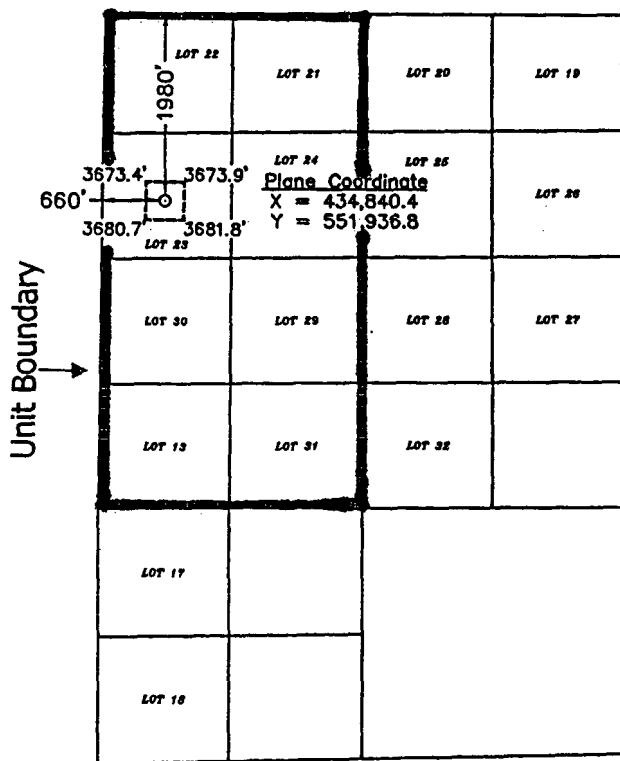 LOT 22
LOT 21
LOT 20
LOT 19
1980'
LOT 24
LOT 25
LOT 26
3673.4'
3673.9'
Plane Coordinate
X = 434,840.4
Y = 551,936.8
660'
3680.7'
3681.8'
LOT 23
Unit Boundary
LOT 30
LOT 29
LOT 28
LOT 27
LOT 13
LOT 31
LOT 32
LOT 17
LOT 18